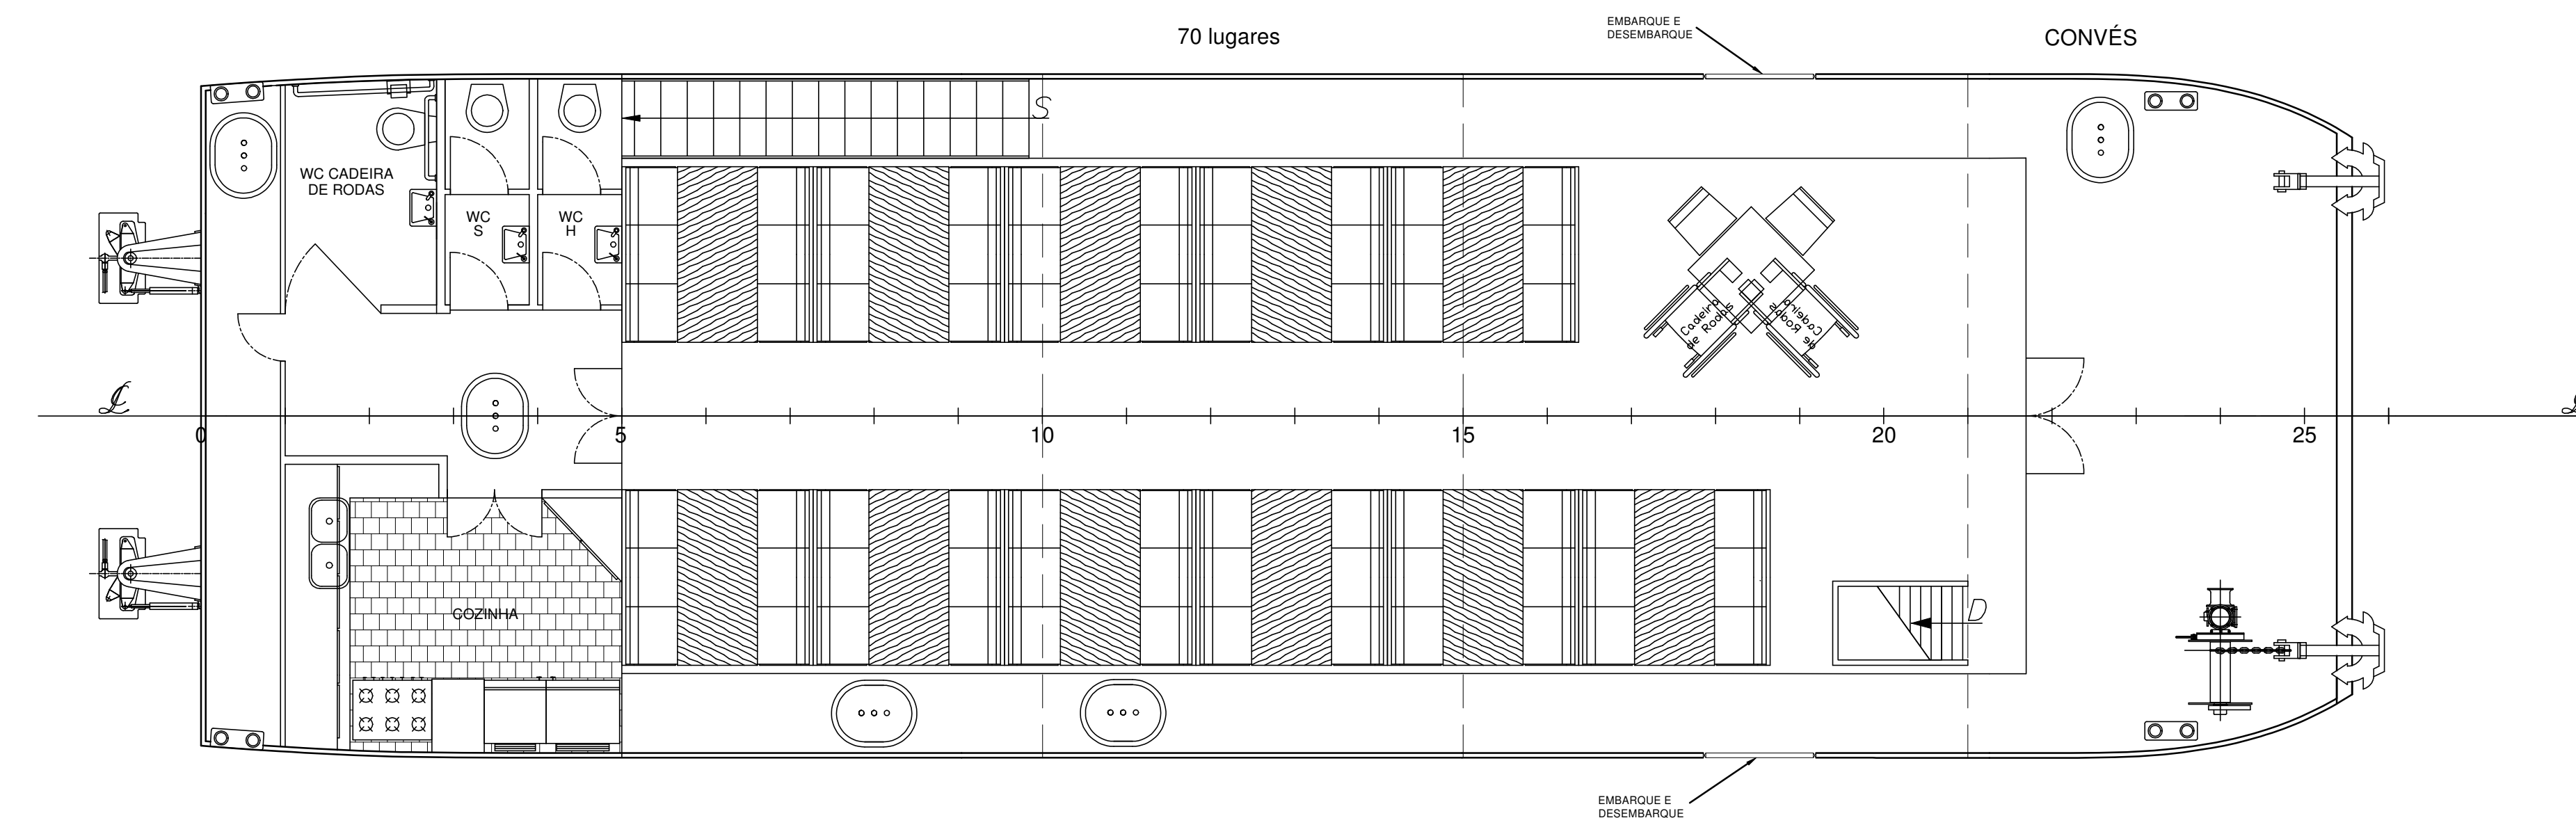 70 lugares
EMBARQUE E
DESEMBARQUE
CONVÉS
S
WC CADEIRA
DE RODAS
WC
S
WC
H
Cadeira
de Rodas
Cadeira
de Rodas
℄
0
5
10
15
20
25
COZINHA
D
EMBARQUE E
DESEMBARQUE